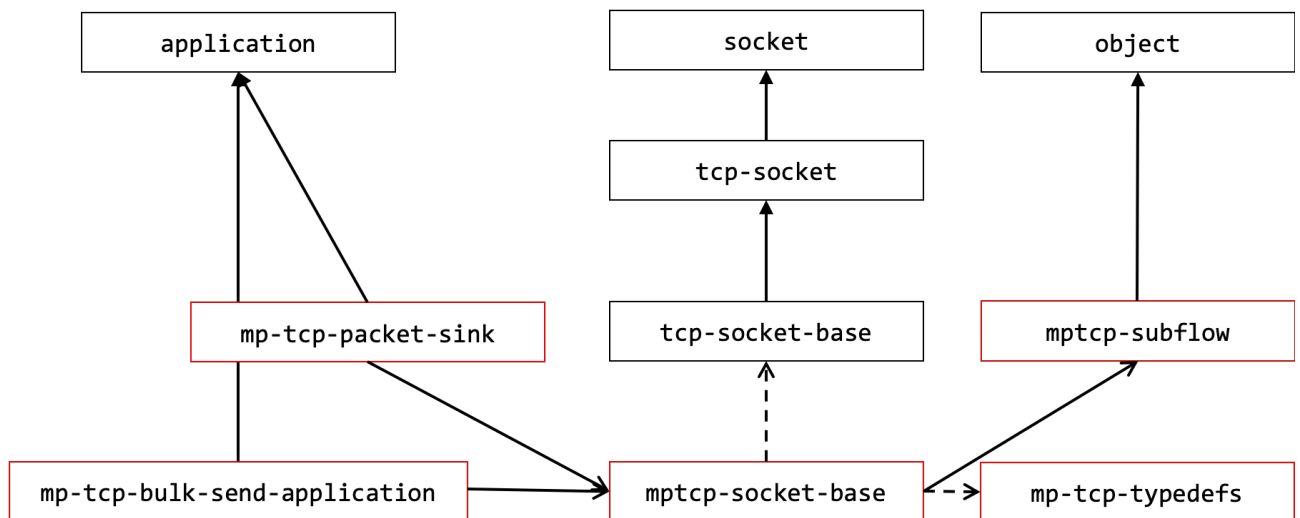 application
socket
object
tcp-socket
mp-tcp-packet-sink
tcp-socket-base
mptcp-subflow
mp-tcp-bulk-send-application
mptcp-socket-base
mp-tcp-typedefs